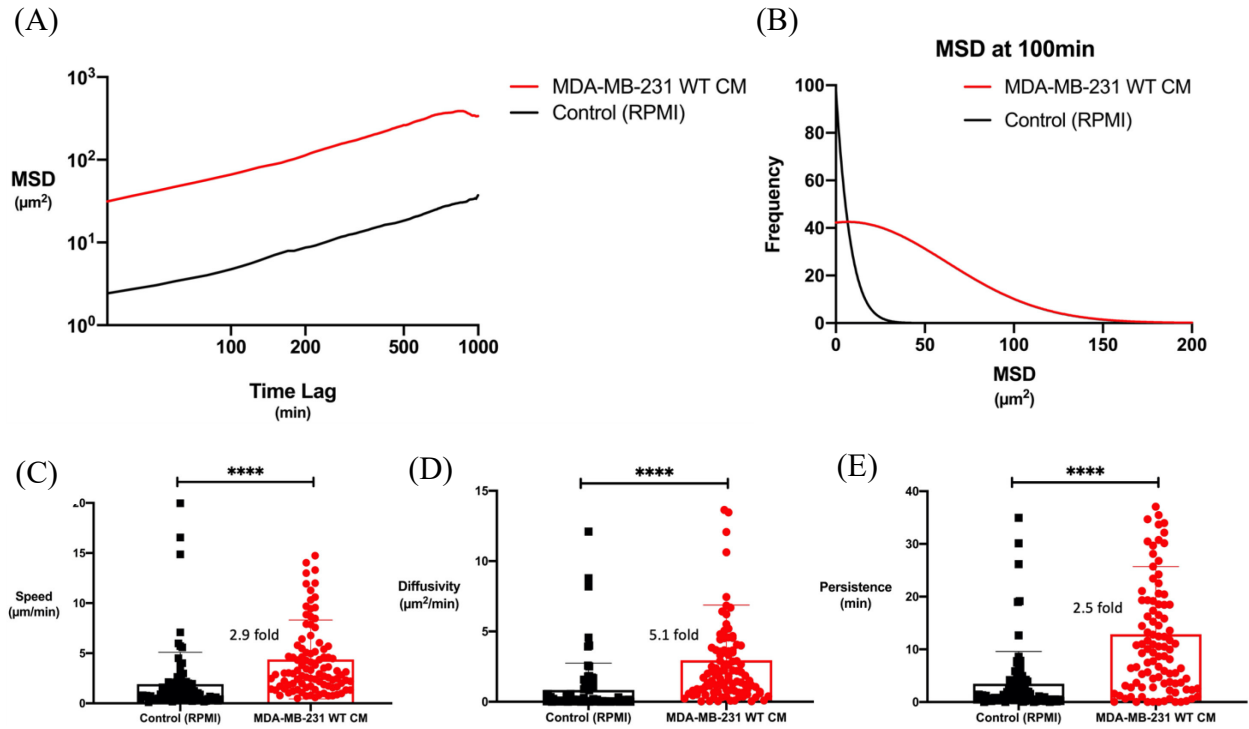 (A)
10³
10²
10¹
10⁰
MSD
(µm²)
100
200
500
1000
Time Lag
(min)
MDA-MB-231 WT CM
Control (RPMI)
(B)
MSD at 100min
MDA-MB-231 WT CM
Control (RPMI)
100
80
60
40
20
0
Frequency
0
50
100
150
200
MSD
(µm²)
(C)
****
0
15
10
5
0
Speed
(µm/min)
2.9 fold
Control (RPMI)
MDA-MB-231 WT CM
(D)
****
15
10
5
0
Diffusivity
(µm²/min)
5.1 fold
Control (RPMI)
MDA-MB-231 WT CM
(E)
****
40
30
20
10
0
Persistence
(min)
2.5 fold
Control (RPMI)
MDA-MB-231 WT CM